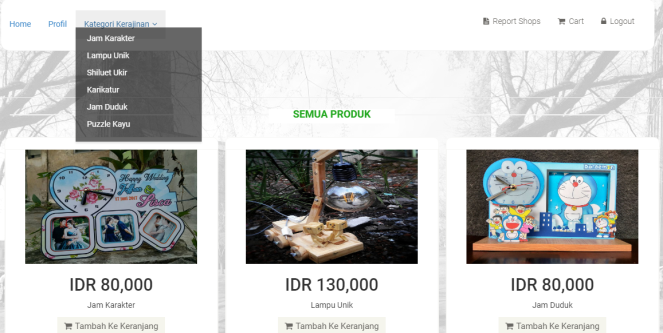 Home Profil Kategori Kerajinan Report Shops Cart Logout
Jam Karakter
Lampu Unik
Shiluet Ukir
Karikatur
Jam Duduk
Puzzle Kayu
SEMUA PRODUK
Happy Wedding
&
IDR 80,000
Jam Karakter
Tambah Ke Keranjang
IDR 130,000
Lampu Unik
Tambah Ke Keranjang
IDR 80,000
Jam Duduk
Tambah Ke Keranjang